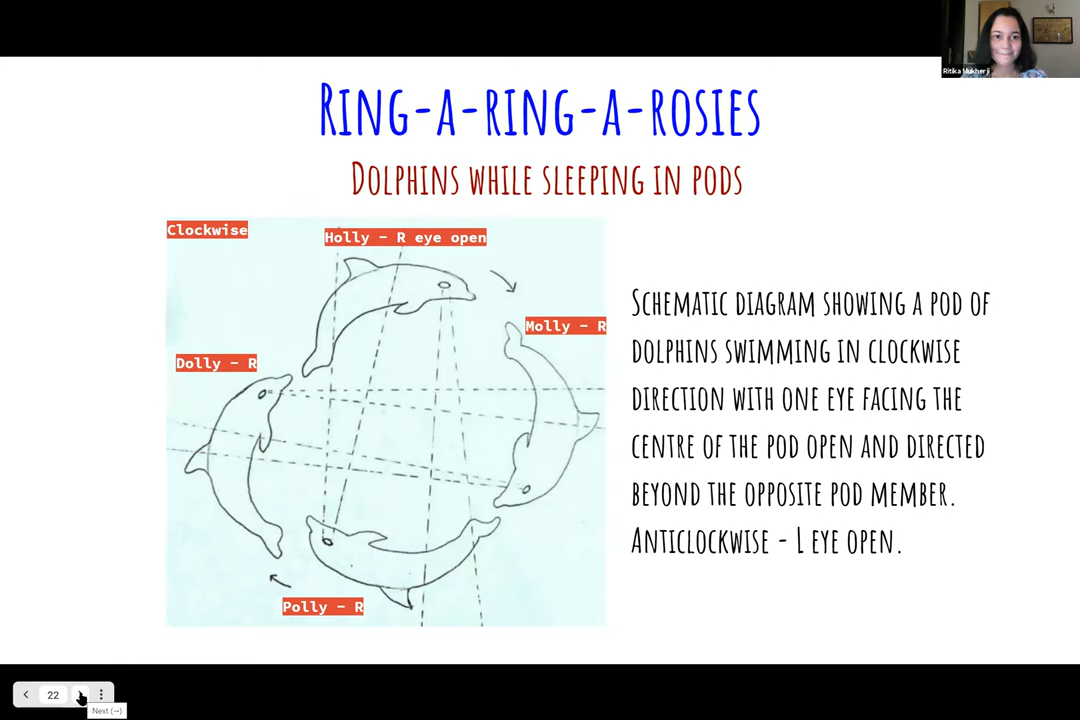 Ritika Mukherji
Ring-a-ring-a-rosies
Dolphins while sleeping in pods
Clockwise
Holly - R eye open
Molly - R
Dolly - R
Polly - R
Schematic diagram showing a pod of
dolphins swimming in clockwise
direction with one eye facing the
centre of the pod open and directed
beyond the opposite pod member.
Anticlockwise - L eye open.
22
Next (→)